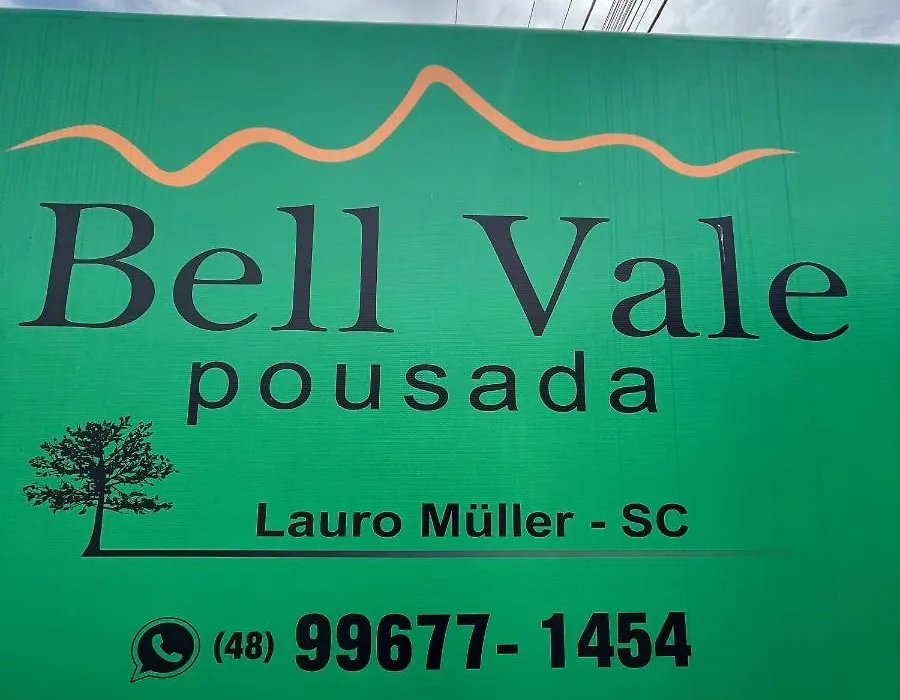 Bell Vale
pousada
Lauro Müller - SC
(48) 99677-1454